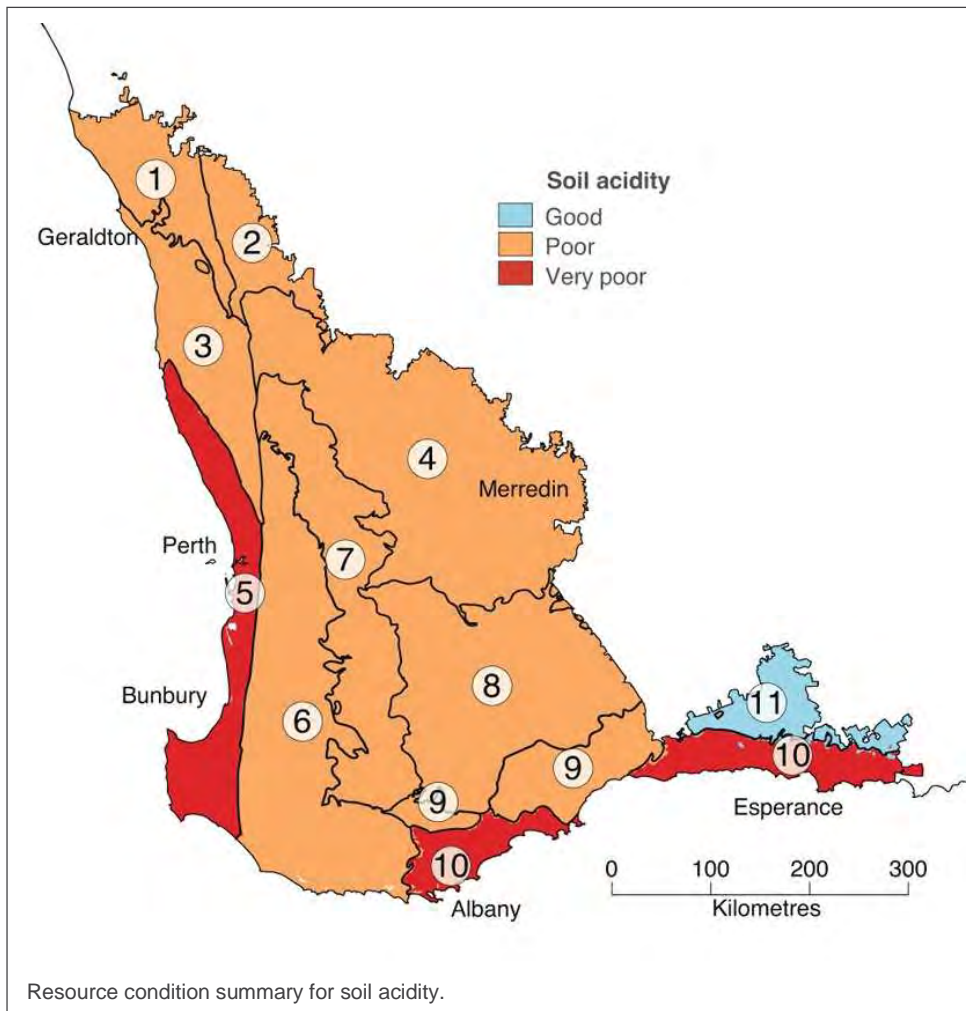 1
Soil acidity
Good
Geraldton
2
Poor
Very poor
3
4
Merredin
Perth
7
5
Bunbury
8
11
6
10
9
9
Esperance
0 100 200 300
Kilometres
10
Albany
Resource condition summary for soil acidity.